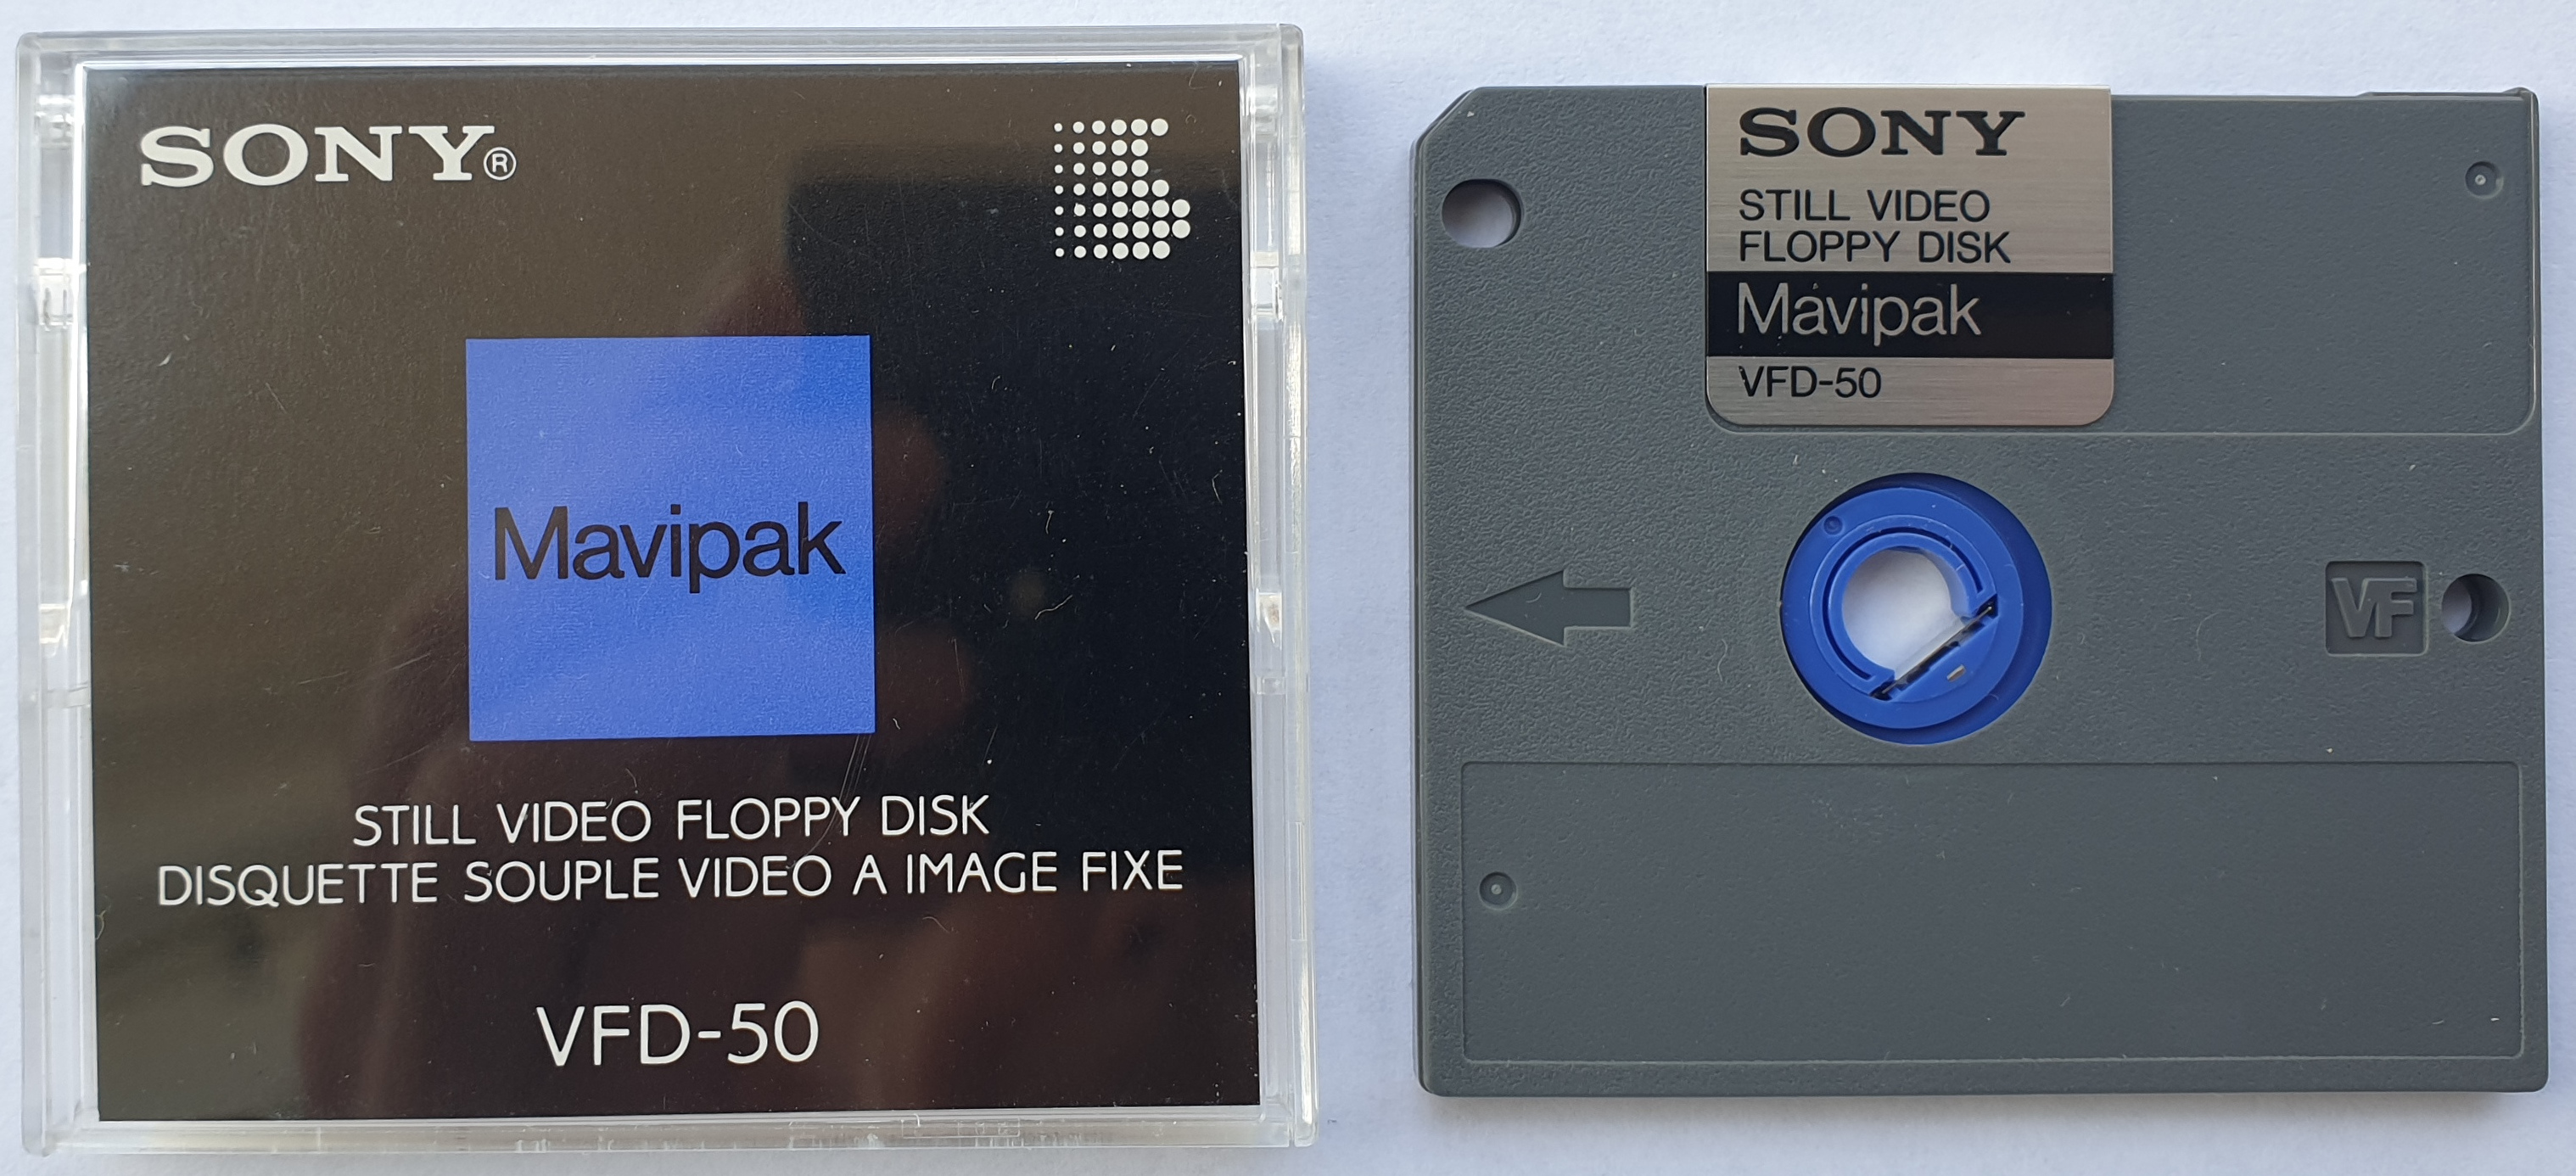 SONY®
Mavipak
STILL VIDEO FLOPPY DISK
DISQUETTE SOUPLE VIDEO A IMAGE FIXE
VFD-50
SONY
STILL VIDEO
FLOPPY DISK
Mavipak
VFD-50
VF